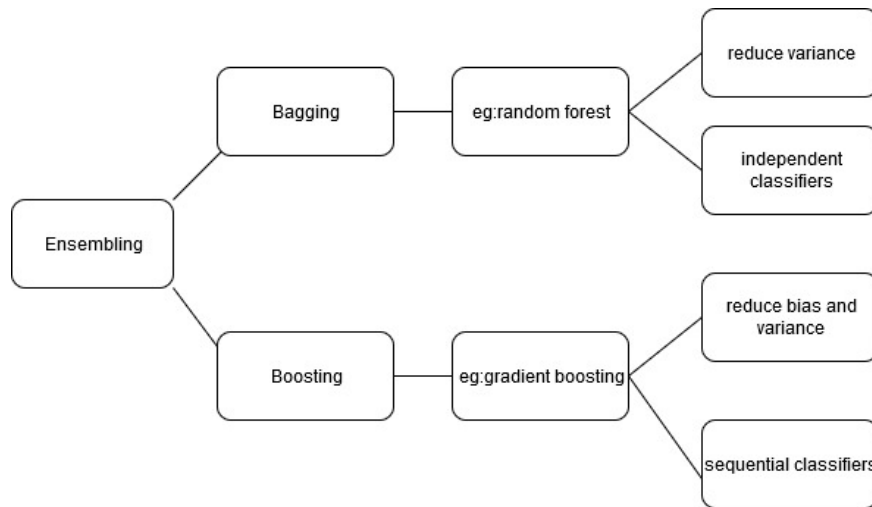 Ensembling
Bagging
eg:random forest
reduce variance
independent
classifiers
Boosting
eg:gradient boosting
reduce bias and
variance
sequential classifiers